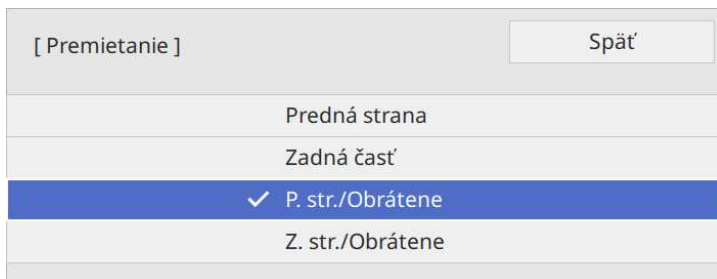 [ Premietanie ] Späť
Predná strana
Zadná časť
P. str./Obrátene
Z. str./Obrátene